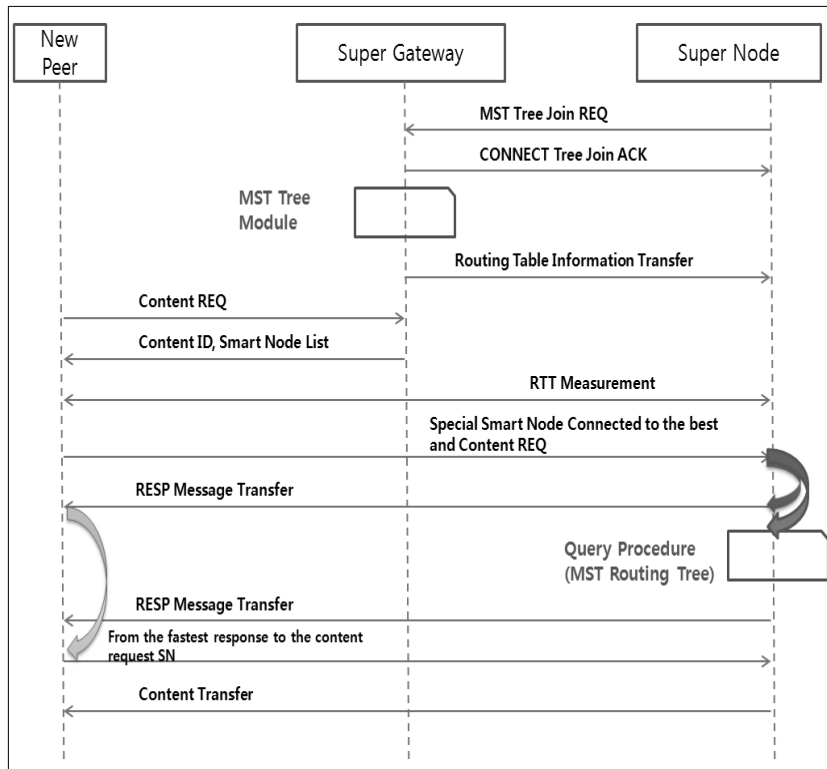 New
Peer
Super Gateway
Super Node
MST Tree Join REQ
CONNECT Tree Join ACK
MST Tree
Module
Routing Table Information Transfer
Content REQ
Content ID, Smart Node List
RTT Measurement
Special Smart Node Connected to the best
and Content REQ
RESP Message Transfer
Query Procedure
(MST Routing Tree)
RESP Message Transfer
From the fastest response to the content
request SN
Content Transfer